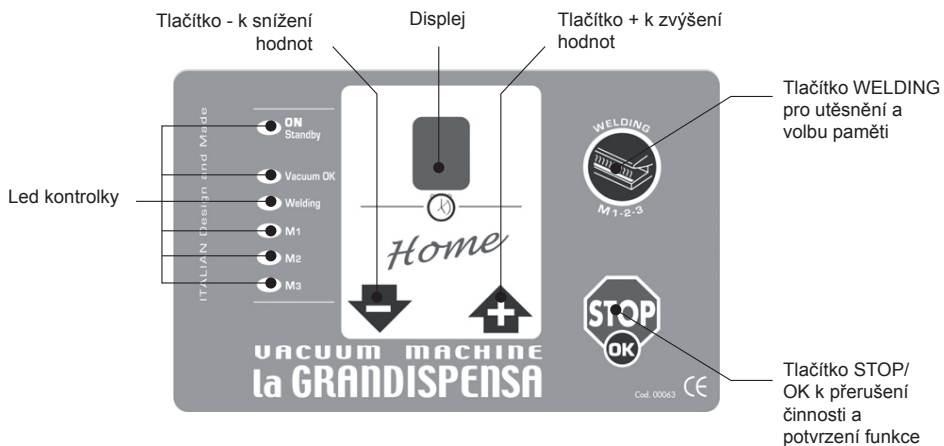 Tlačítko - k snížení
hodnot
Displej
Tlačítko + k zvýšení
hodnot
Tlačítko WELDING
pro utěsnění a
volbu paměti
Led kontrolky
ITALIAN Design and Made
ON
Standby
Vacuum OK
Welding
M1
M2
M3
Home
-
+
WELDING
M1-2-3
STOP
OK
VACUUM MACHINE
la GRANDISPENSA
Cod. 00063 CE
Tlačítko STOP/
OK k přerušení
činnosti a
potvrzení funkce